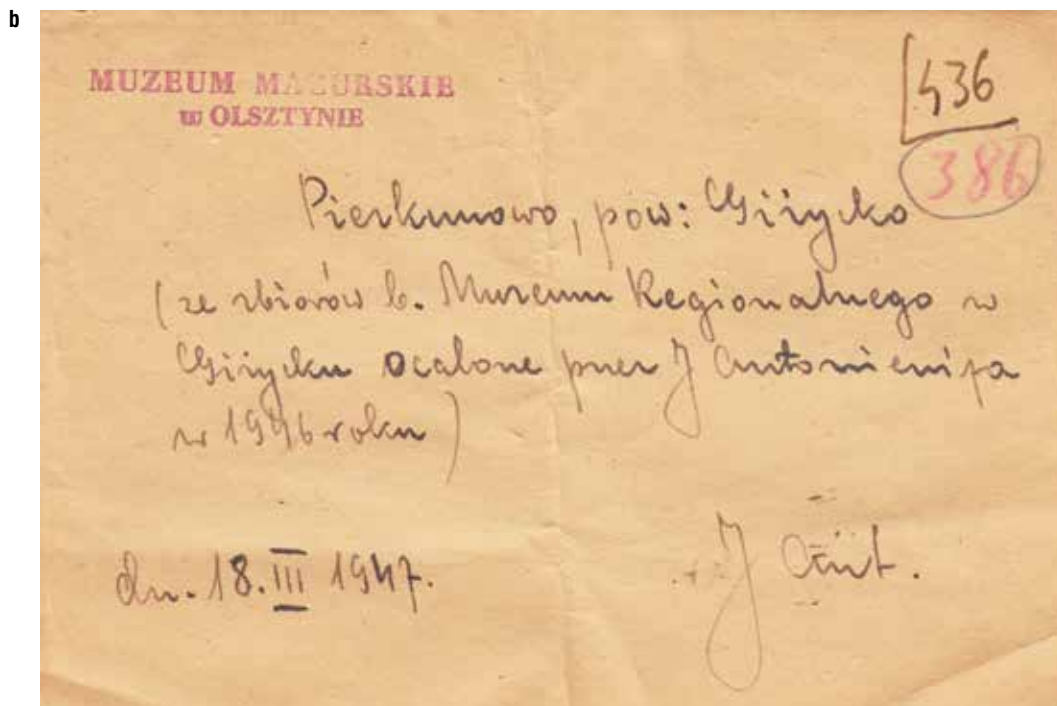 b
MUZEUM MAZURSKIE
w OLSZTYNIE
436
386
Pierkunowo, pow: Giżycko
(ze zbiorów b. Muzeum Regionalnego w
Giżycku ocalone przez J Antoniewicza
w 1946 roku)
dn. 18.III 1947.
J Ant.